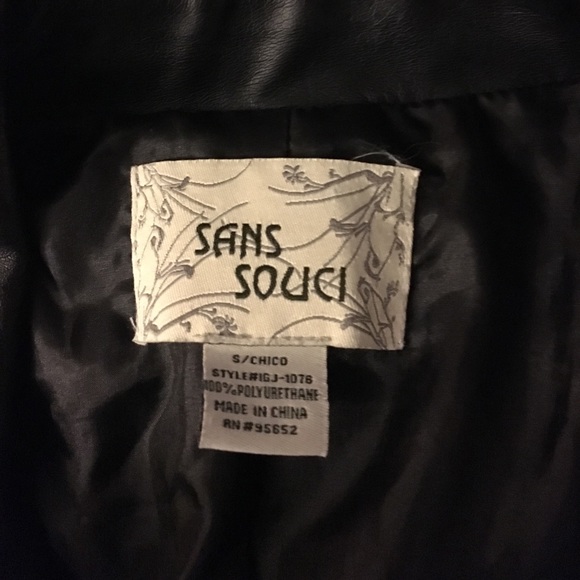 SANS
SOUCI
S/CHICO
STYLE#IGJ-1076
100%POLYURETHANE
MADE IN CHINA
RN#95652